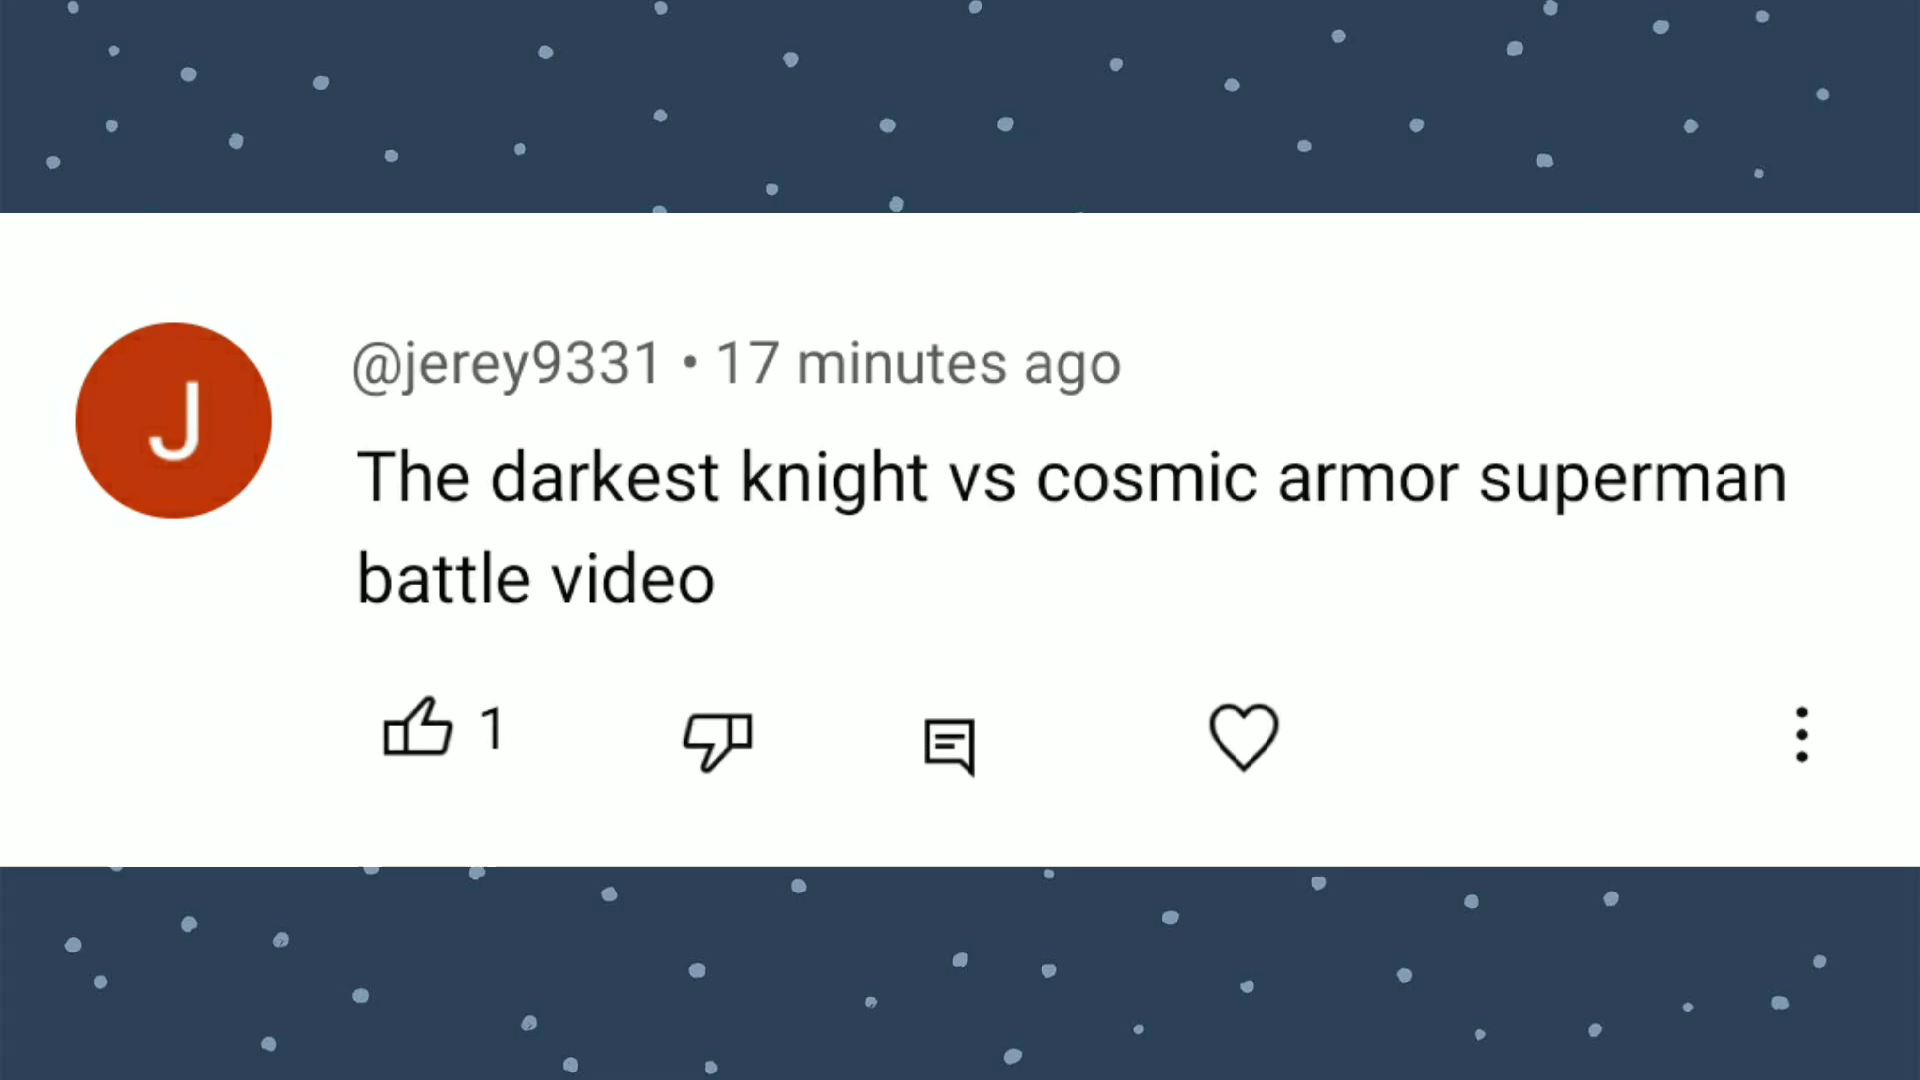 J
@jerey9331 • 17 minutes ago
The darkest knight vs cosmic armor superman
battle video
1